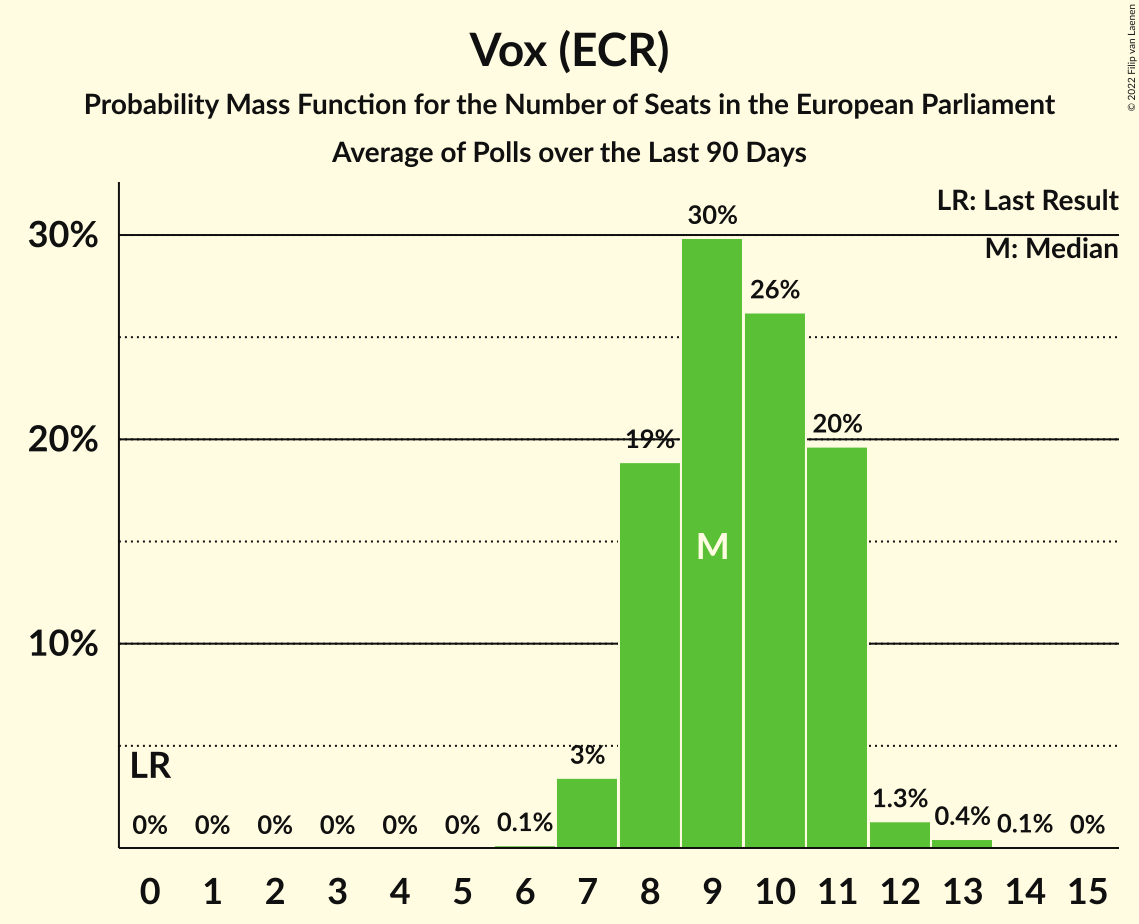 Vox (ECR)
Probability Mass Function for the Number of Seats in the European Parliament
Average of Polls over the Last 90 Days
© 2022 Filip van Laenen
LR: Last Result
M: Median
30%
20%
10%
LR
0%
0%
0%
0%
0%
0%
0.1%
3%
19%
30%
26%
20%
1.3%
0.4%
0.1%
0%
M
0 1 2 3 4 5 6 7 8 9 10 11 12 13 14 15